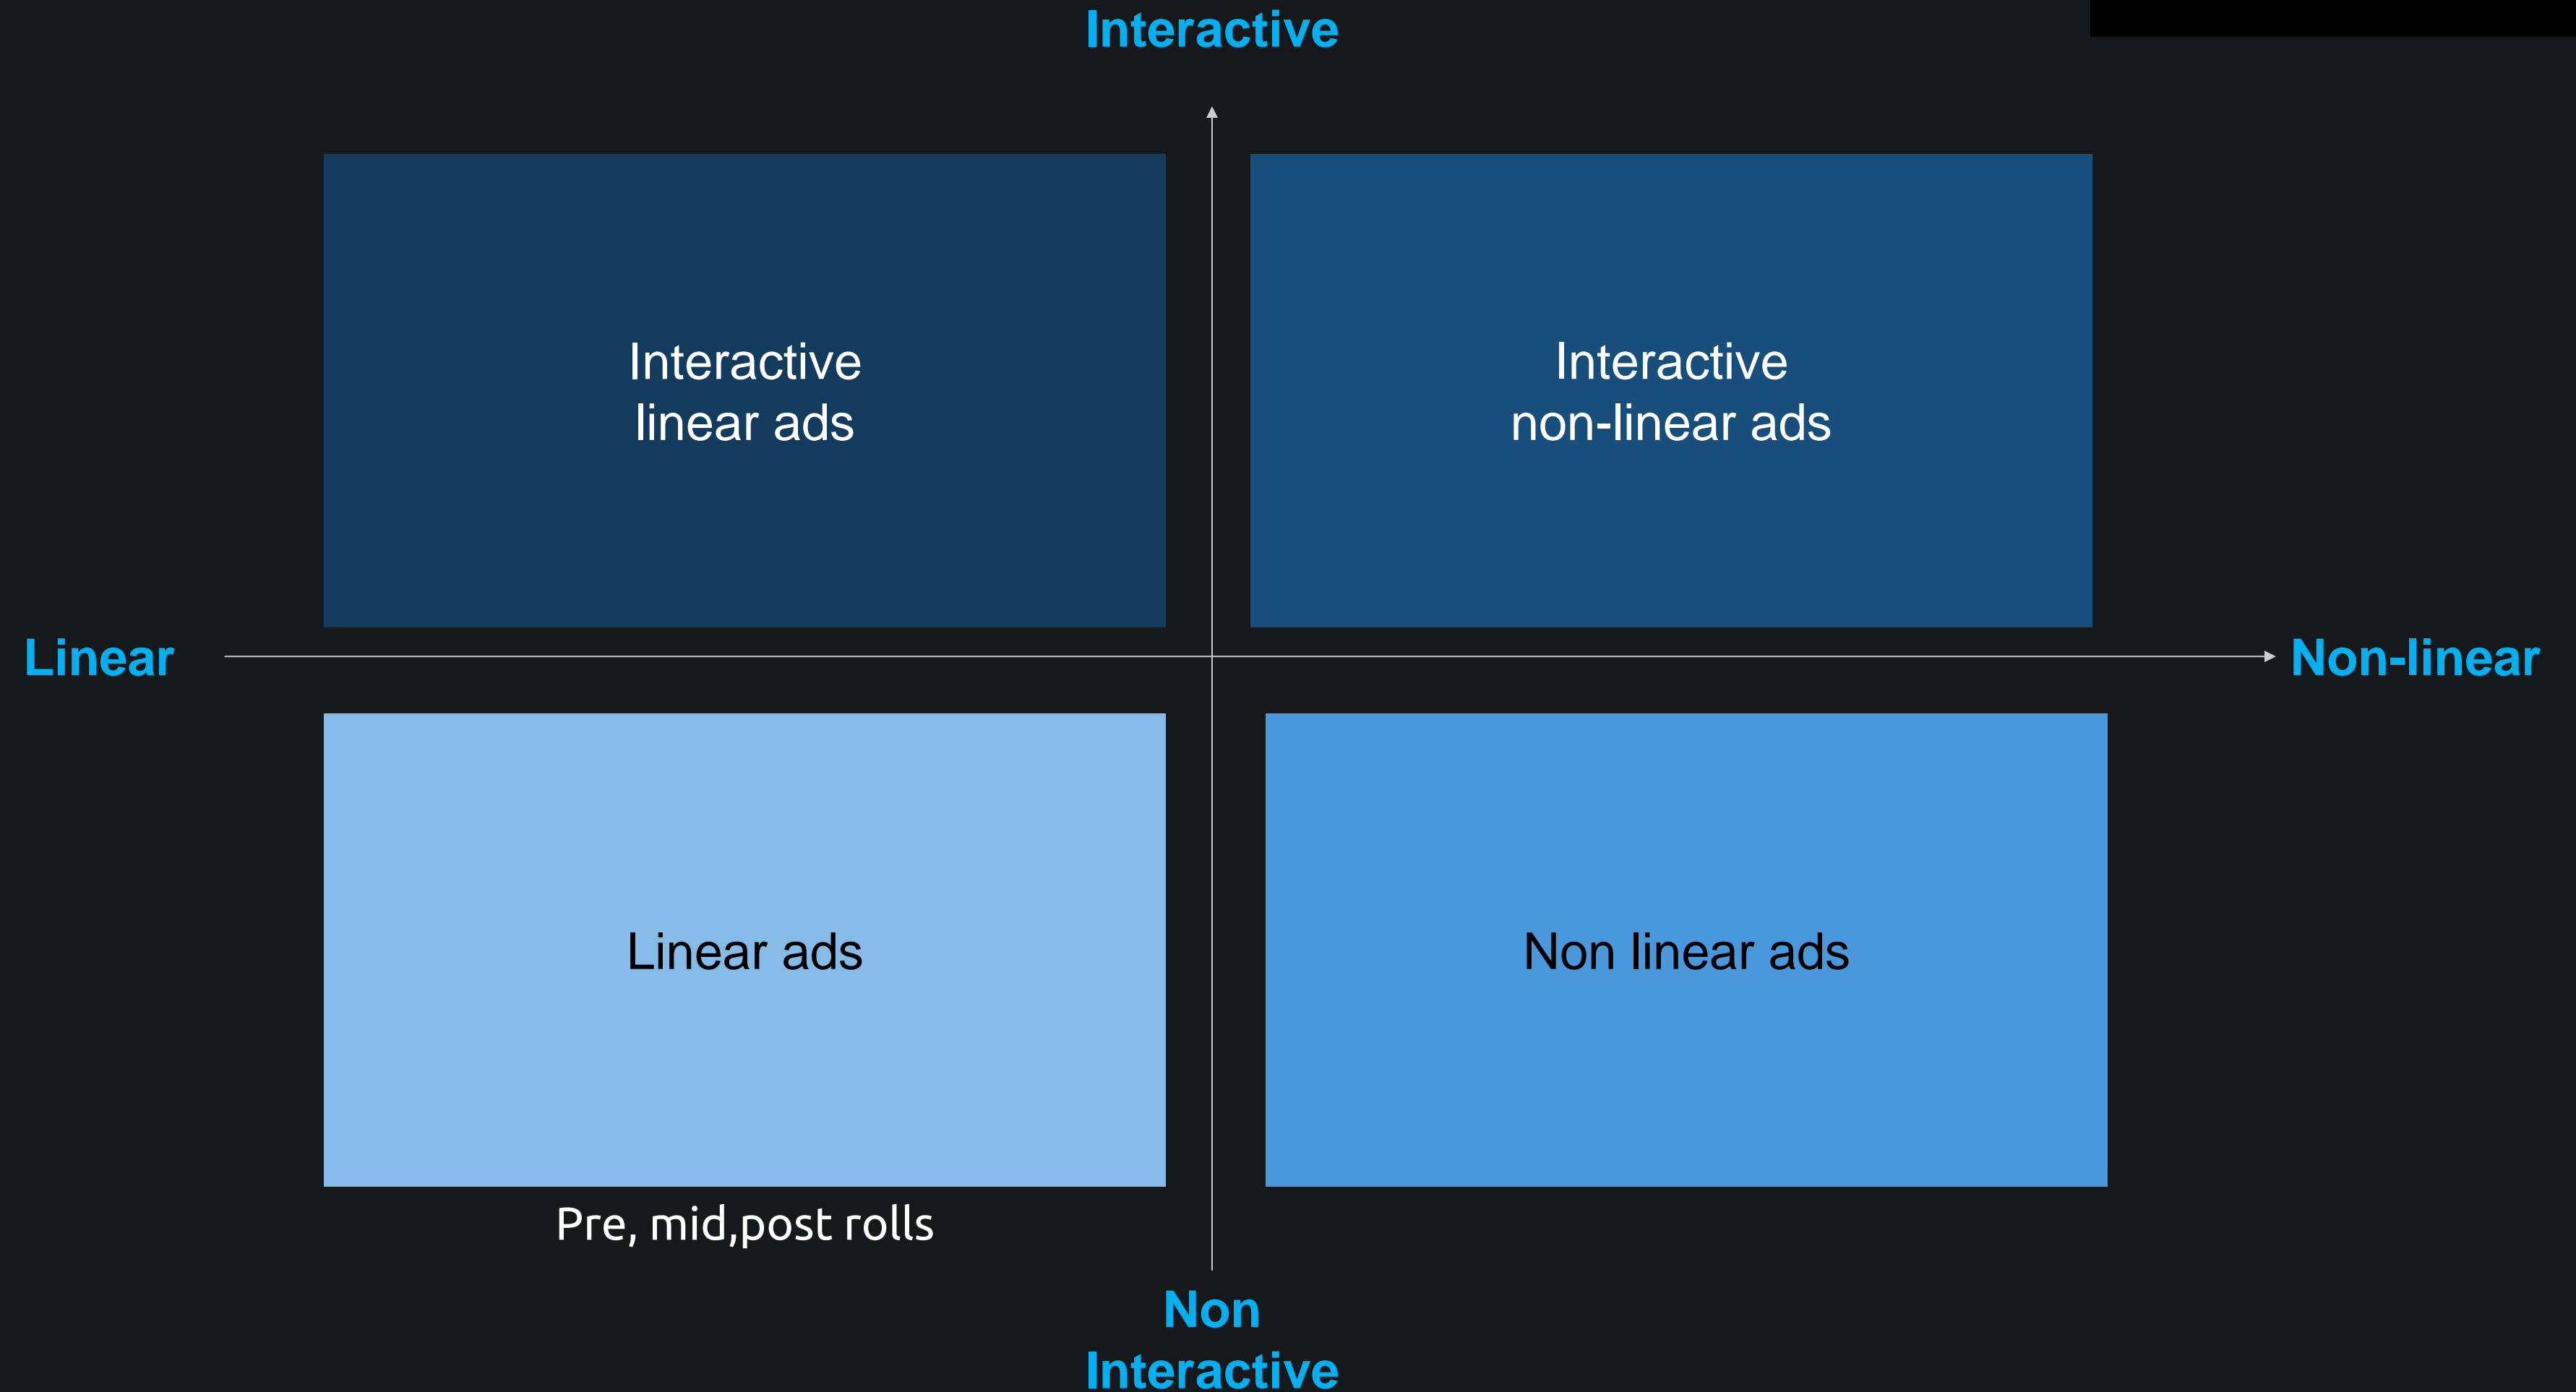 Interactive
Interactive
linear ads
Interactive
non-linear ads
Linear
Non-linear
Linear ads
Non linear ads
Pre, mid,post rolls
Non
Interactive